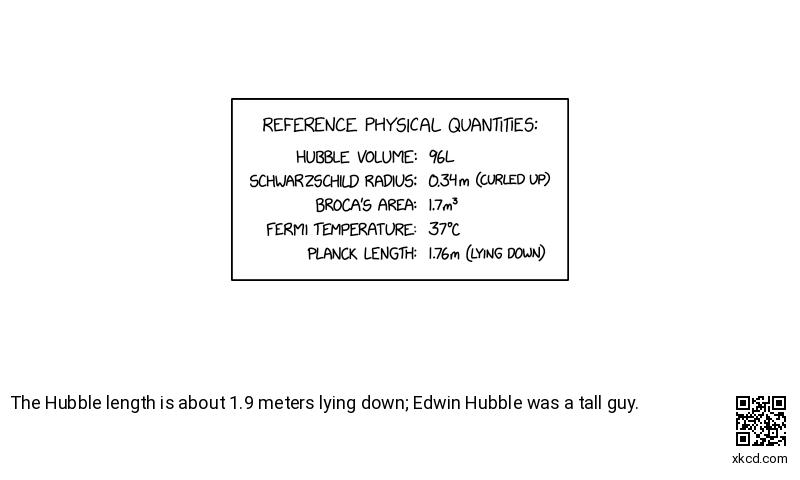 REFERENCE PHYSICAL QUANTITIES:
HUBBLE VOLUME: 96L
SCHWARZSCHILD RADIUS: 0.34m (CURLED UP)
BROCA'S AREA: 1.7m³
FERMI TEMPERATURE: 37°C
PLANCK LENGTH: 1.76m (LYING DOWN)
The Hubble length is about 1.9 meters lying down; Edwin Hubble was a tall guy.
xkcd.com